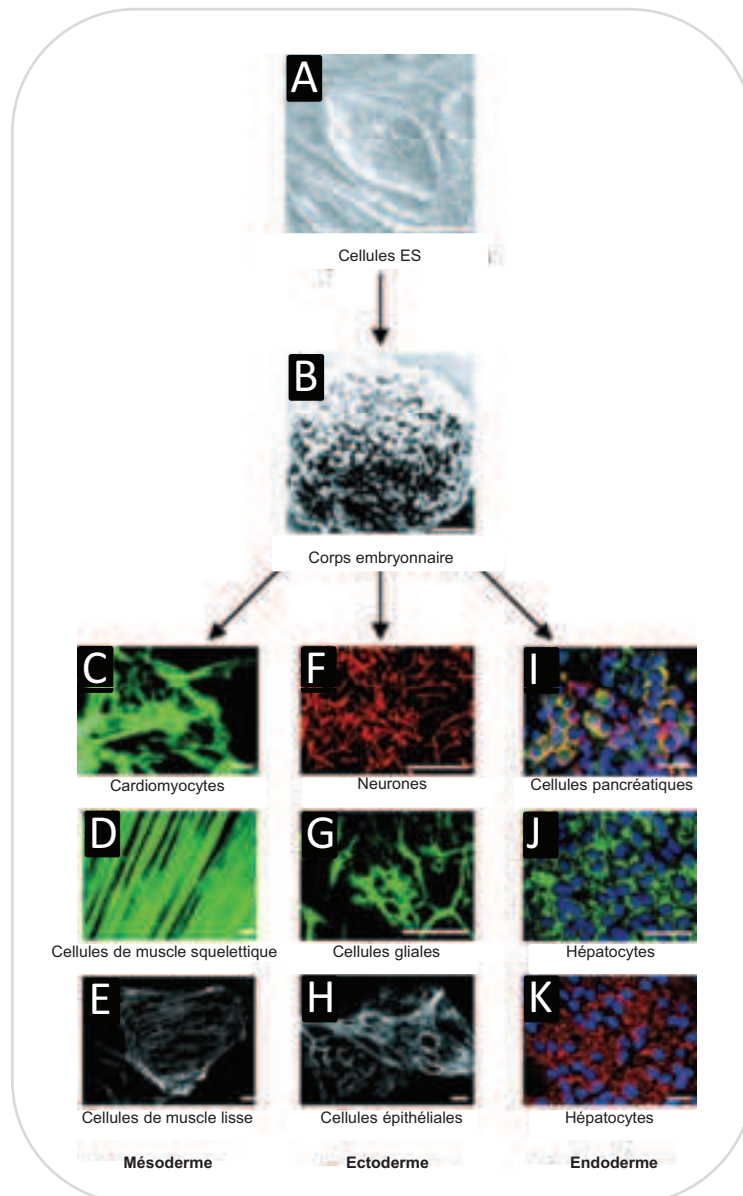 A
Cellules ES
B
Corps embryonnaire
C
F
I
Cardiomyocytes
Neurones
Cellules pancréatiques
D
G
J
Cellules de muscle squelettique
Cellules gliales
Hépatocytes
E
H
K
Cellules de muscle lisse
Cellules épithéliales
Hépatocytes
Mésoderme
Ectoderme
Endoderme